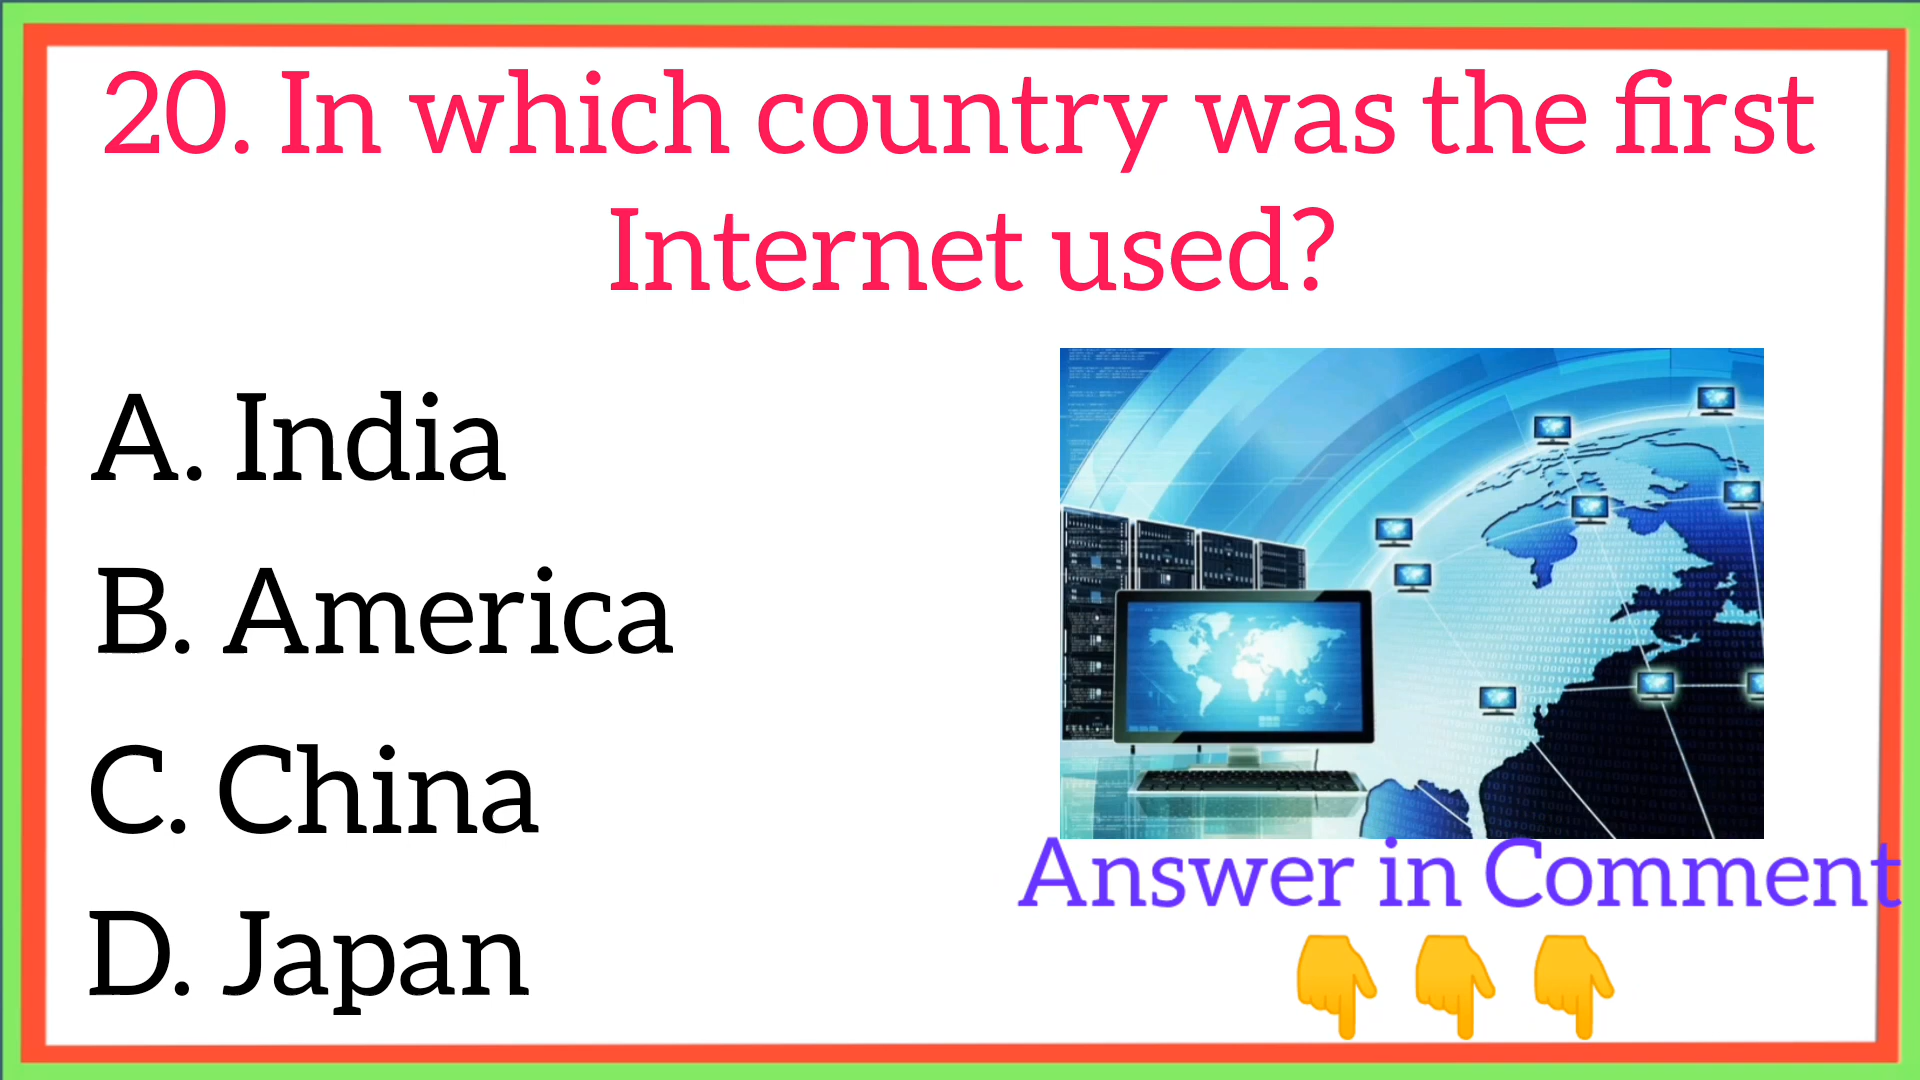 20. In which country was the first
Internet used?
A. India
B. America
C. China
D. Japan
Answer in Comment